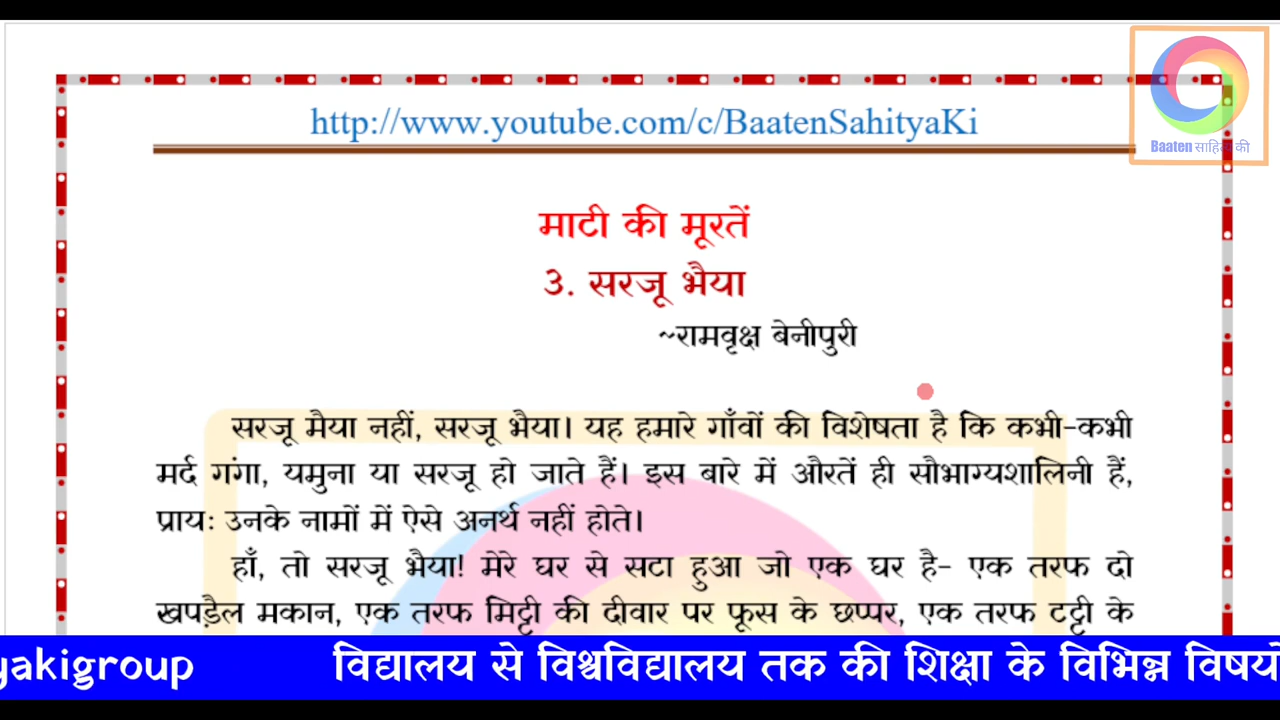 http://www.youtube.com/c/BaatenSahityaKi
Baaten साहित्य की
माटी की मूरतें
३. सरजू भैया
~रामवृक्ष बेनीपुरी
सरजू मैया नहीं, सरजू भैया। यह हमारे गाँवों की विशेषता है कि कभी-कभी
मर्द गंगा, यमुना या सरजू हो जाते हैं। इस बारे में औरतें ही सौभाग्यशालिनी हैं,
प्रायः उनके नामों में ऐसे अनर्थ नहीं होते।
हाँ, तो सरजू भैया! मेरे घर से सटा हुआ जो एक घर है- एक तरफ दो
खपड़ैल मकान, एक तरफ मिट्टी की दीवार पर फूस के छप्पर, एक तरफ टट्टी के
yakigroup विद्यालय से विश्वविद्यालय तक की शिक्षा के विभिन्न